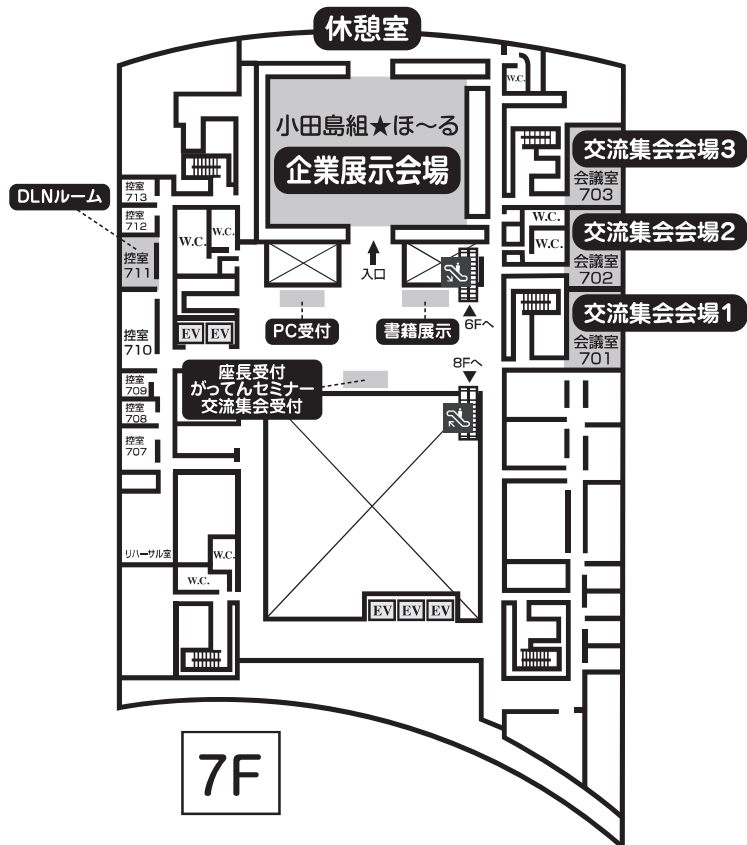 休憩室
W.C.
小田島組★ほ〜る
企業展示会場
交流集会会場3
会議室
703
DLNルーム
控室
713
控室
712
控室
711
W.C.
W.C.
W.C.
W.C.
交流集会会場2
会議室
702
入口
6Fへ
PC受付
書籍展示
交流集会会場1
会議室
701
控室
710
EV
EV
8Fへ
座長受付
がってんセミナー
交流集会受付
控室
709
控室
708
控室
707
リハーサル室
W.C.
W.C.
EV
EV
EV
7F